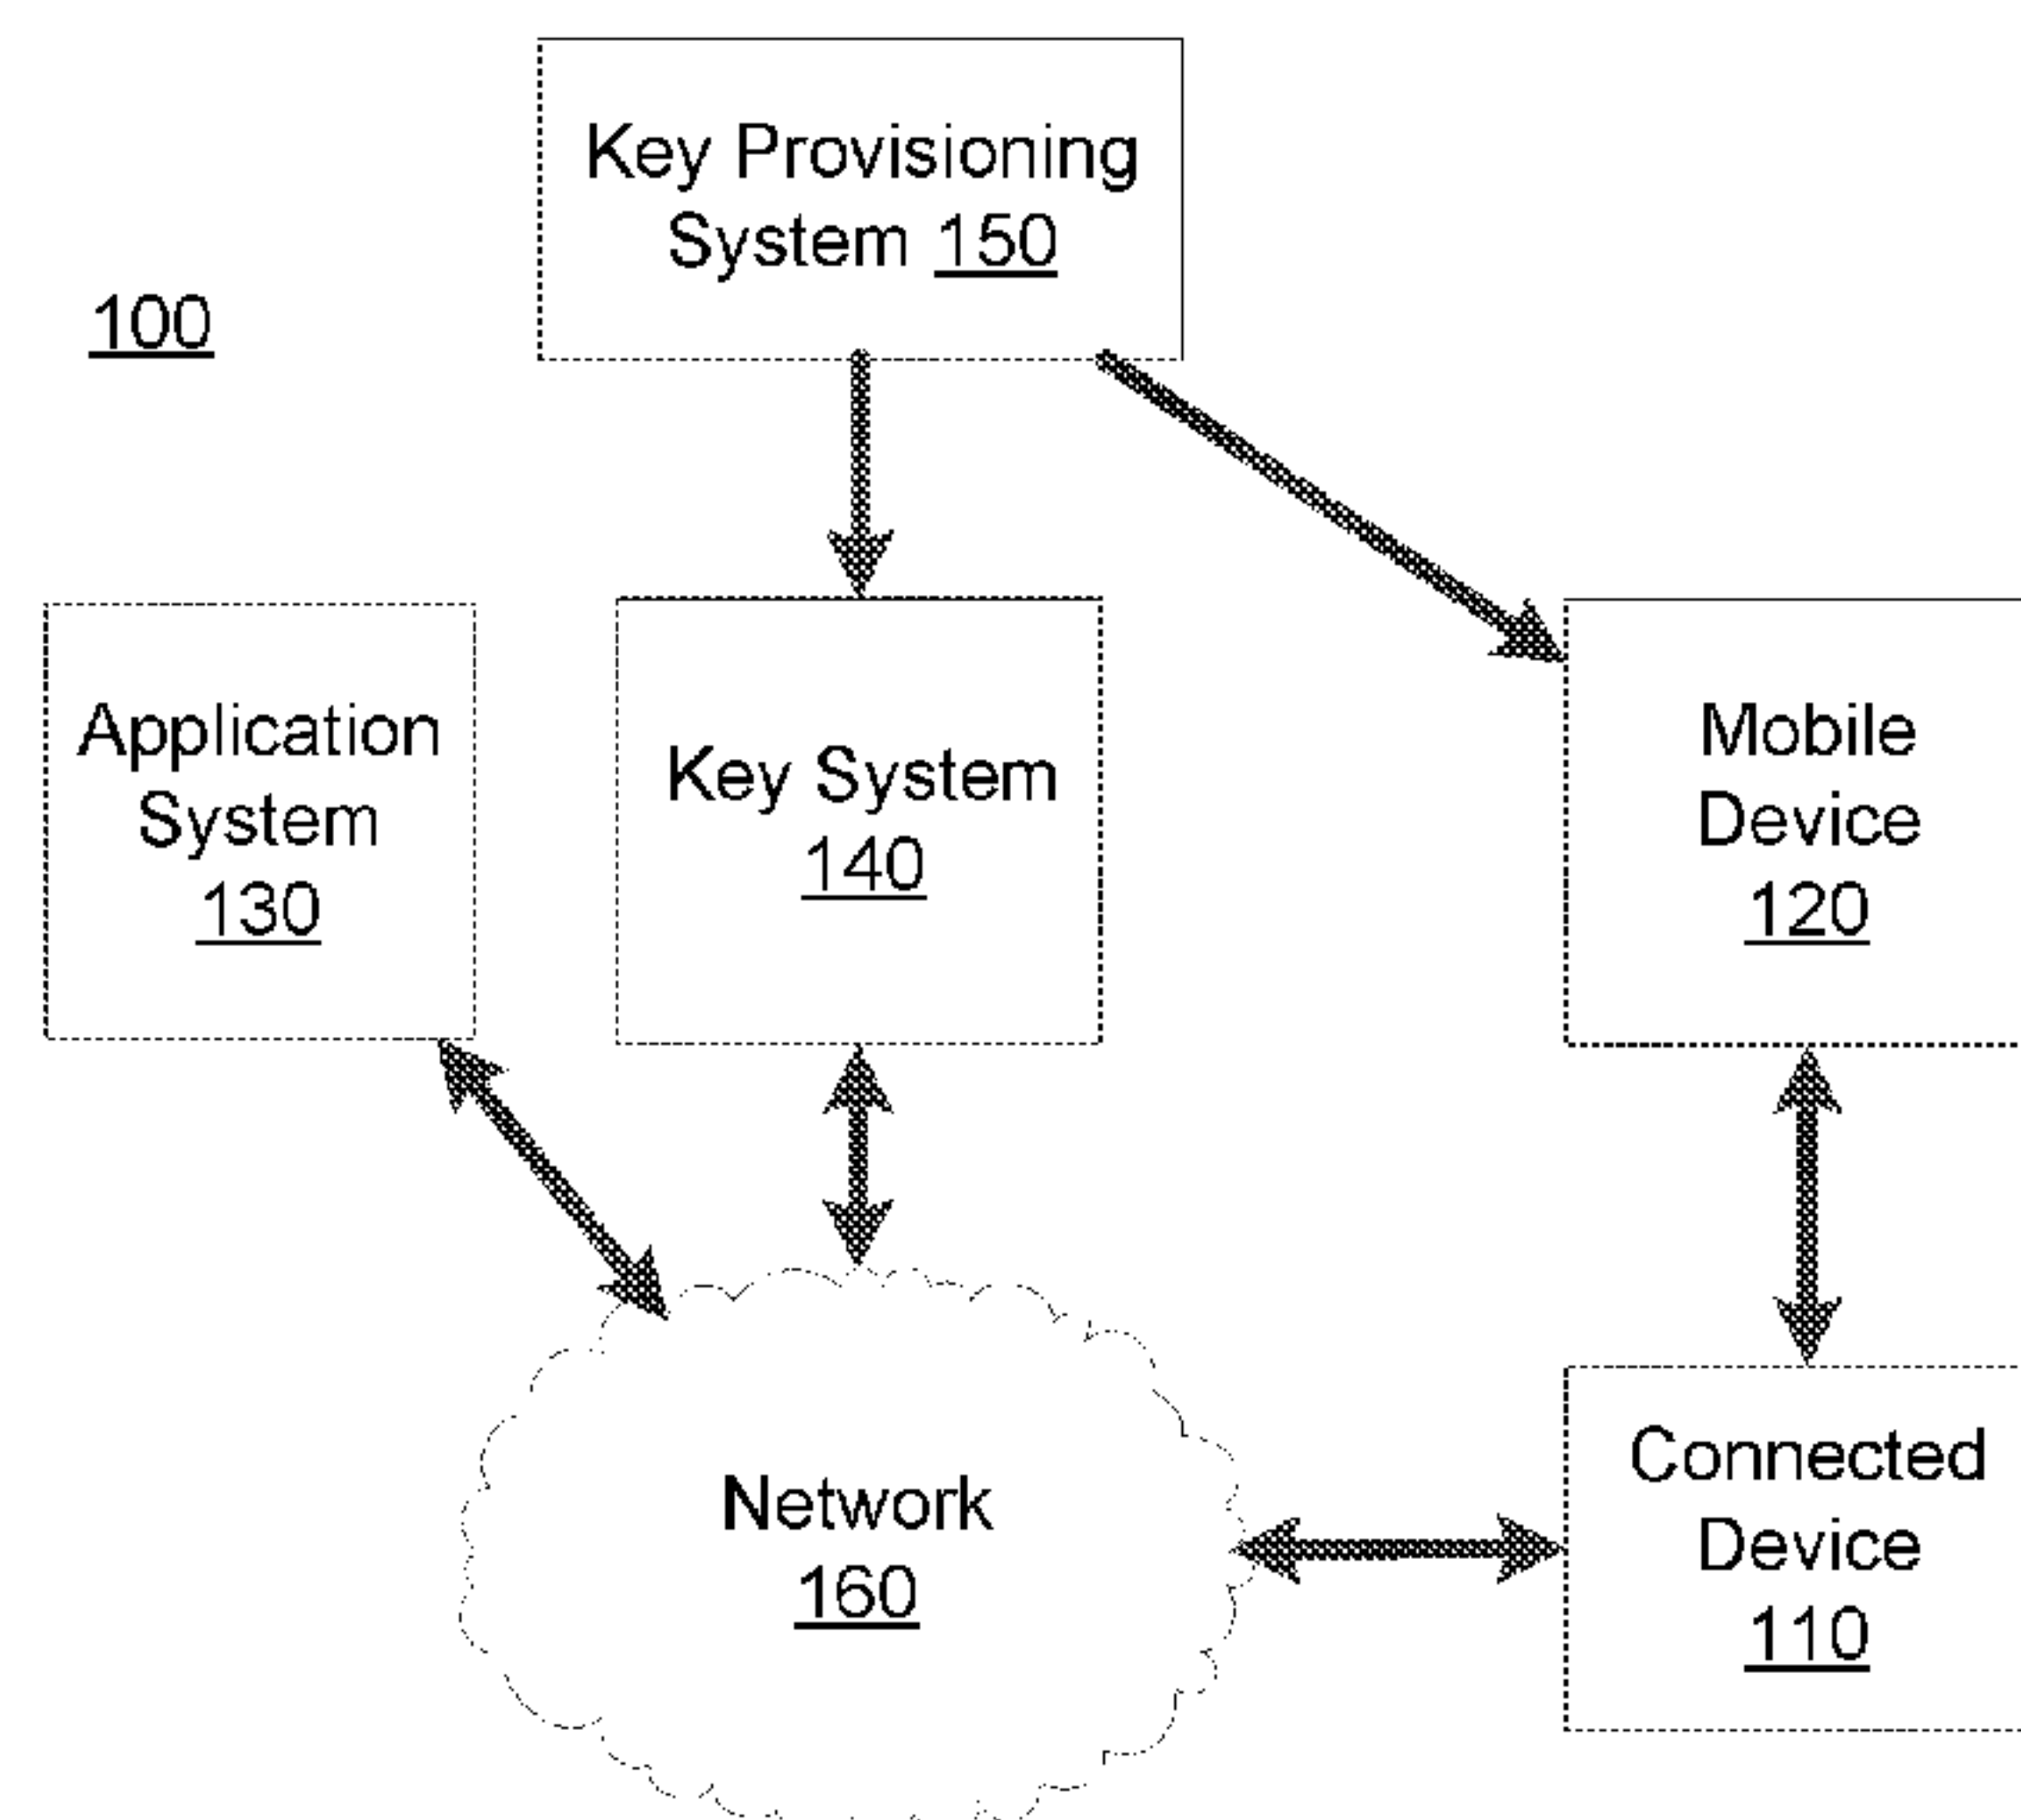 Key Provisioning
System 150
100
Application
System
130
Key System
140
Mobile
Device
120
Network
160
Connected
Device
110